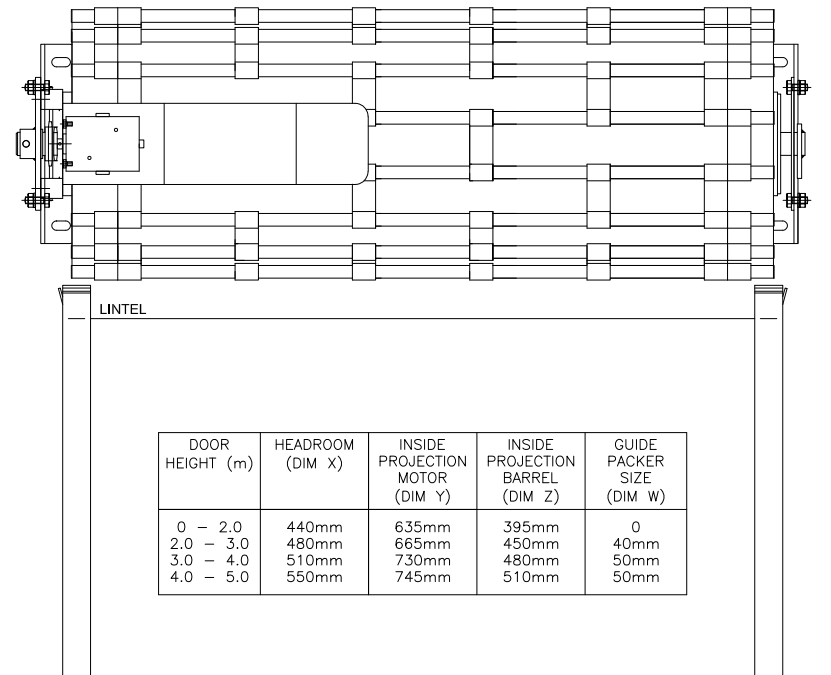 LINTEL
DOOR HEIGHT (m) HEADROOM (DIM X) INSIDE PROJECTION MOTOR (DIM Y) INSIDE PROJECTION BARREL (DIM Z) GUIDE PACKER SIZE (DIM W)
0 – 2.0 440mm 635mm 395mm 0
2.0 – 3.0 480mm 665mm 450mm 40mm
3.0 – 4.0 510mm 730mm 480mm 50mm
4.0 – 5.0 550mm 745mm 510mm 50mm